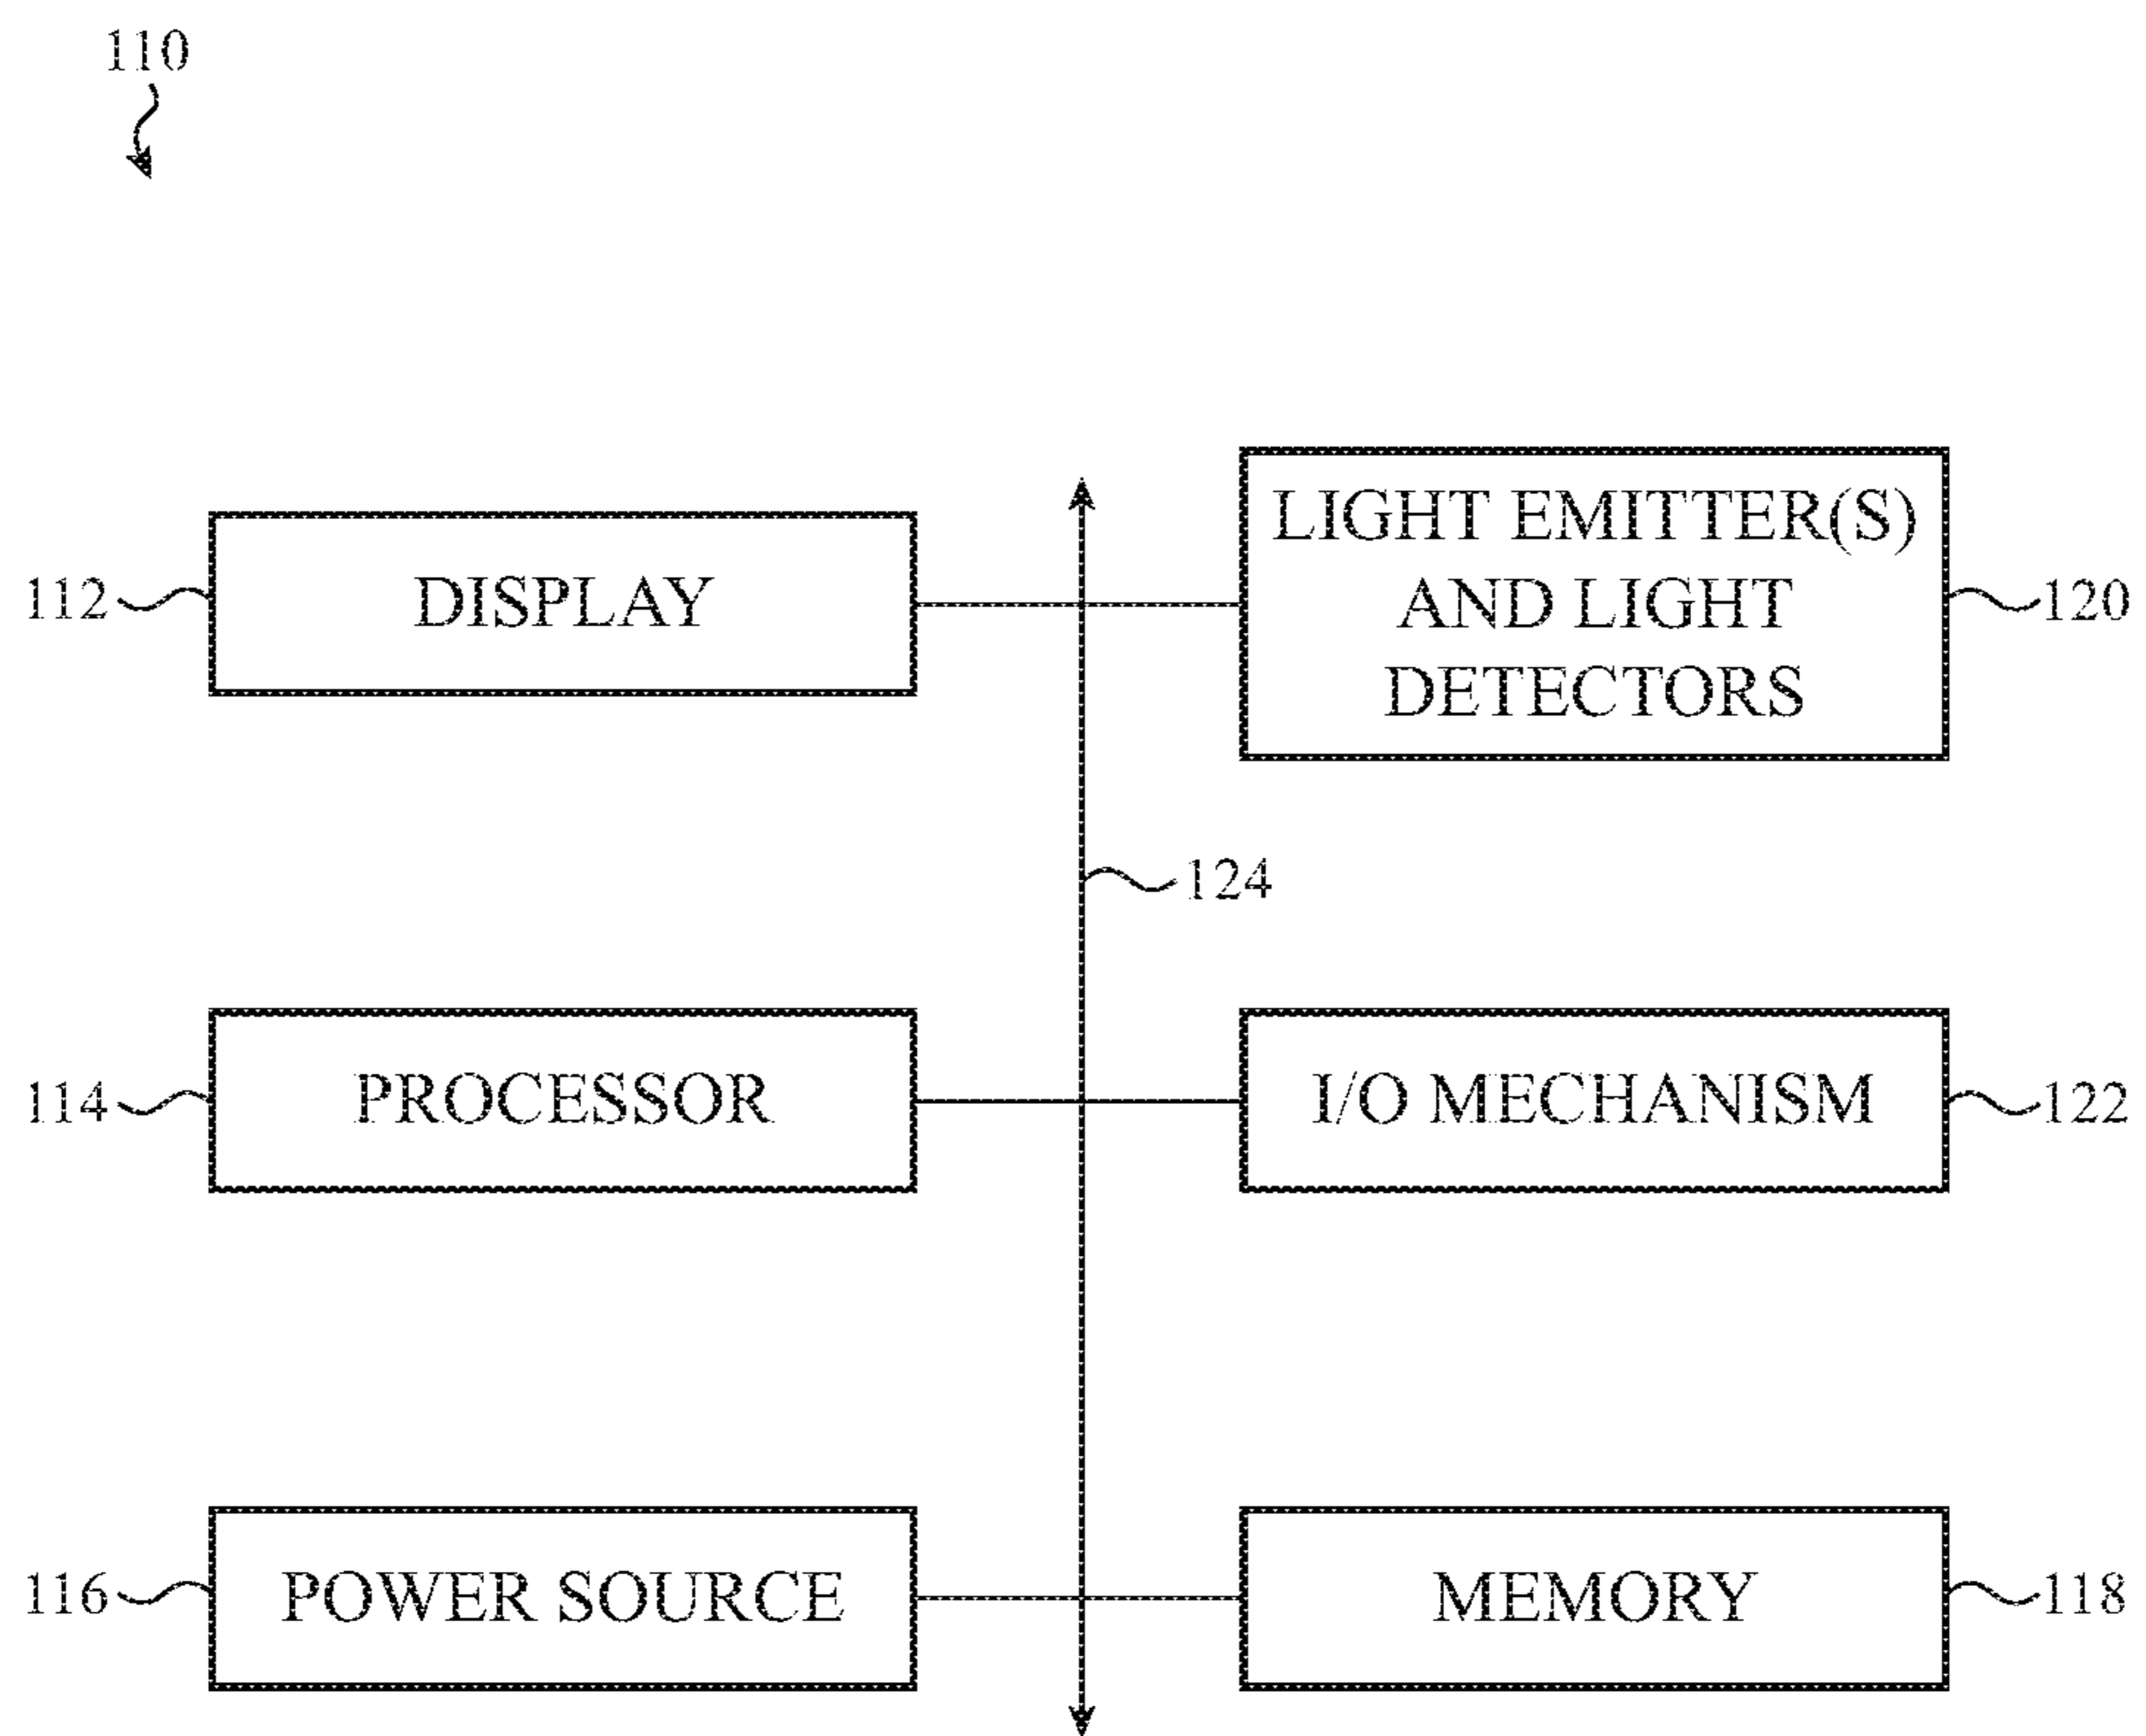 110
112
DISPLAY
LIGHT EMITTER(S)
AND LIGHT
DETECTORS
120
124
114
PROCESSOR
I/O MECHANISM
122
116
POWER SOURCE
MEMORY
118